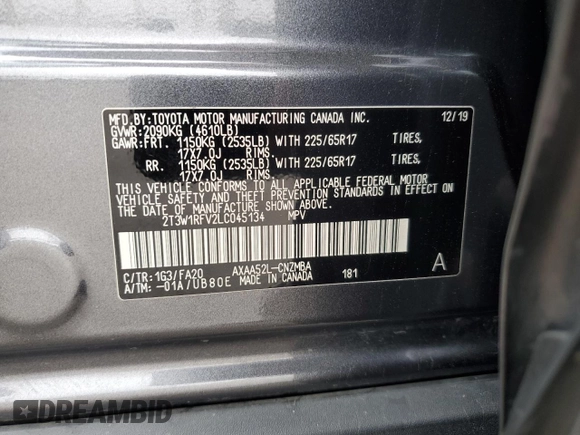 MFD.BY:TOYOTA MOTOR MANUFACTURING CANADA INC. 12/19
GVWR:2090KG (4610LB)
GAWR:FRT. 1150KG (2535LB) WITH 225/65R17 TIRES,
17X7.0J RIMS.
RR. 1150KG (2535LB) WITH 225/65R17 TIRES,
17X7.0J RIMS.
THIS VEHICLE CONFORMS TO ALL APPLICABLE FEDERAL MOTOR
VEHICLE SAFETY AND THEFT PREVENTION STANDARDS IN EFFECT ON
THE DATE OF MANUFACTURE SHOWN ABOVE.
2T3W1RFV2LC045134 MPV
C/TR:1G3/FA20 AXAA52L-CNZMBA
A/TM:-01A/UB80E MADE IN CANADA 181 A
DREAMBID